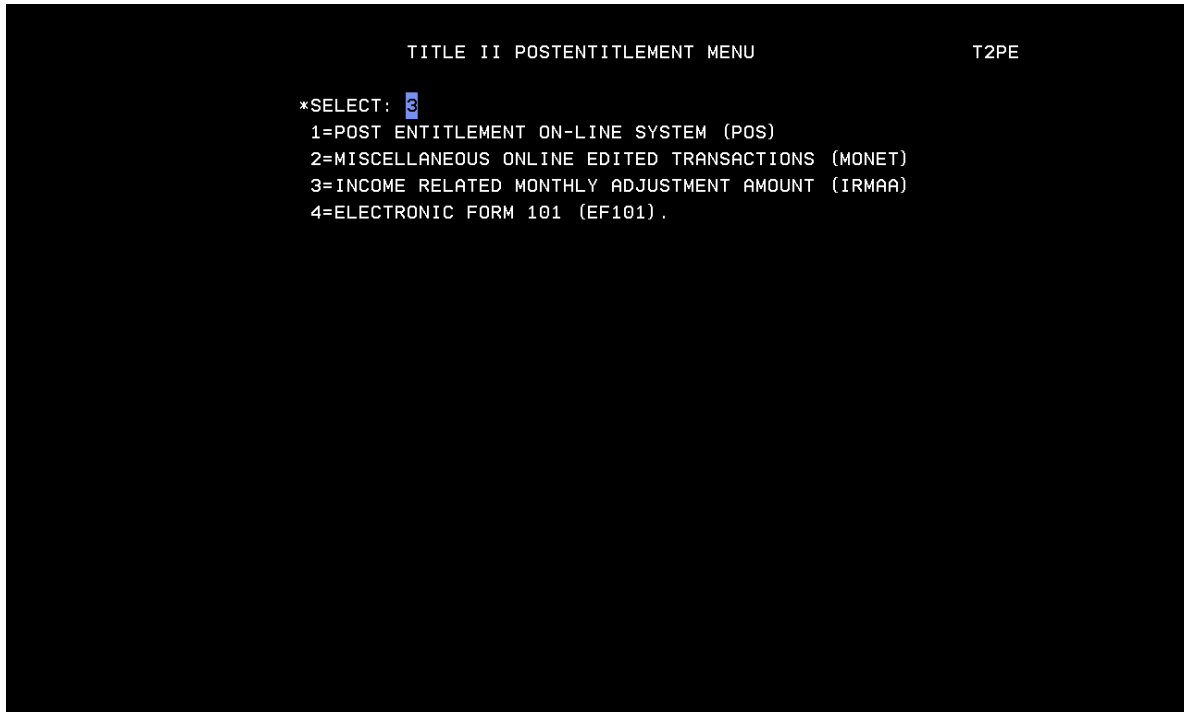 TITLE II POSTENTITLEMENT MENU T2PE
*SELECT: 3
1=POST ENTITLEMENT ON-LINE SYSTEM (POS)
2=MISCELLANEOUS ONLINE EDITED TRANSACTIONS (MONET)
3=INCOME RELATED MONTHLY ADJUSTMENT AMOUNT (IRMAA)
4=ELECTRONIC FORM 101 (EF101).